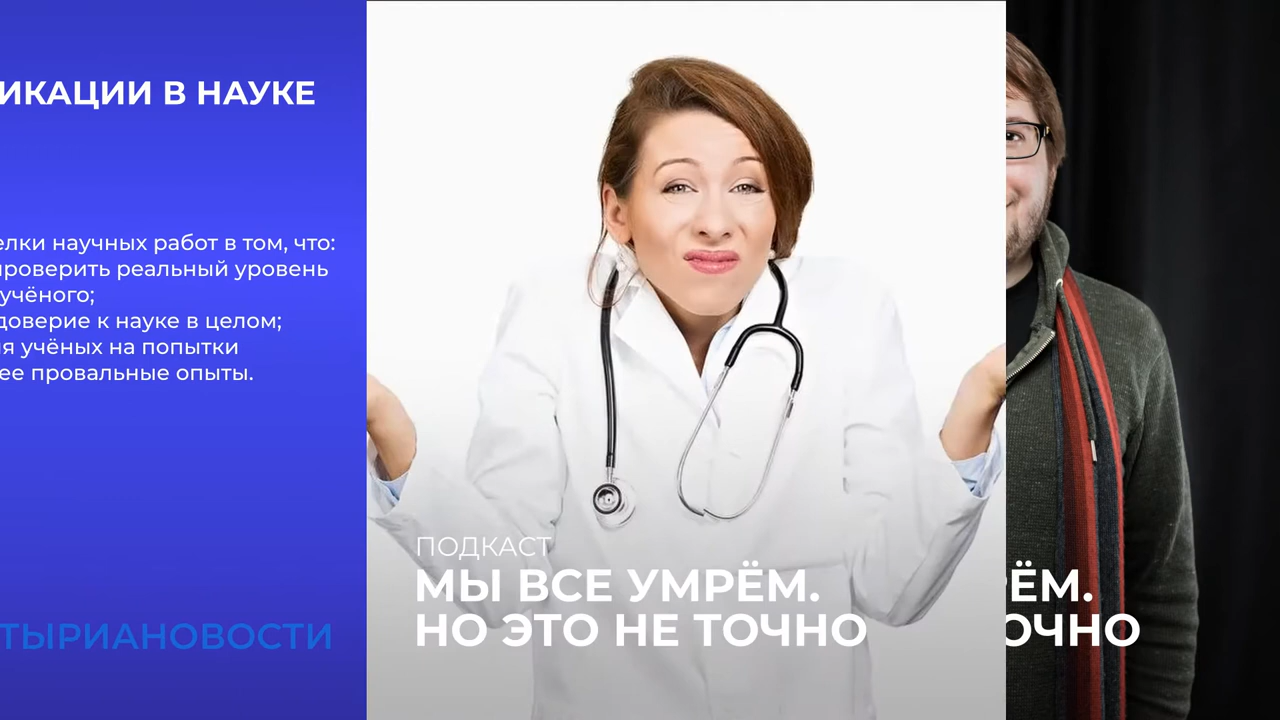 ИКАЦИИ В НАУКЕ
елки научных работ в том, что:
проверить реальный уровень
учёного;
доверие к науке в целом;
ия учёных на попытки
ее провальные опыты.
ТЫРИАНОВОСТИ
ПОДКАСТ
МЫ ВСЕ УМРЁМ.
НО ЭТО НЕ ТОЧНО
РЁМ.
ОЧНО